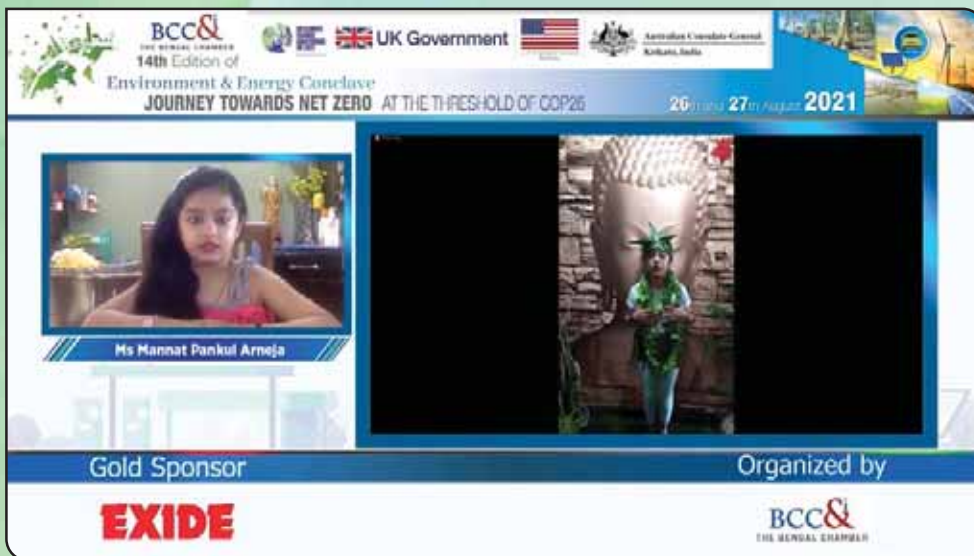 BCC&I
THE BENGAL CHAMBER
14th Edition of
Environment & Energy Conclave
JOURNEY TOWARDS NET ZERO AT THE THRESHOLD OF COP26
UK Government
Australian Consulate-General
Kolkata, India
26th and 27th August 2021
Ms Mannat Pankul Arneja
Gold Sponsor
EXIDE
Organized by
BCC&I
THE BENGAL CHAMBER